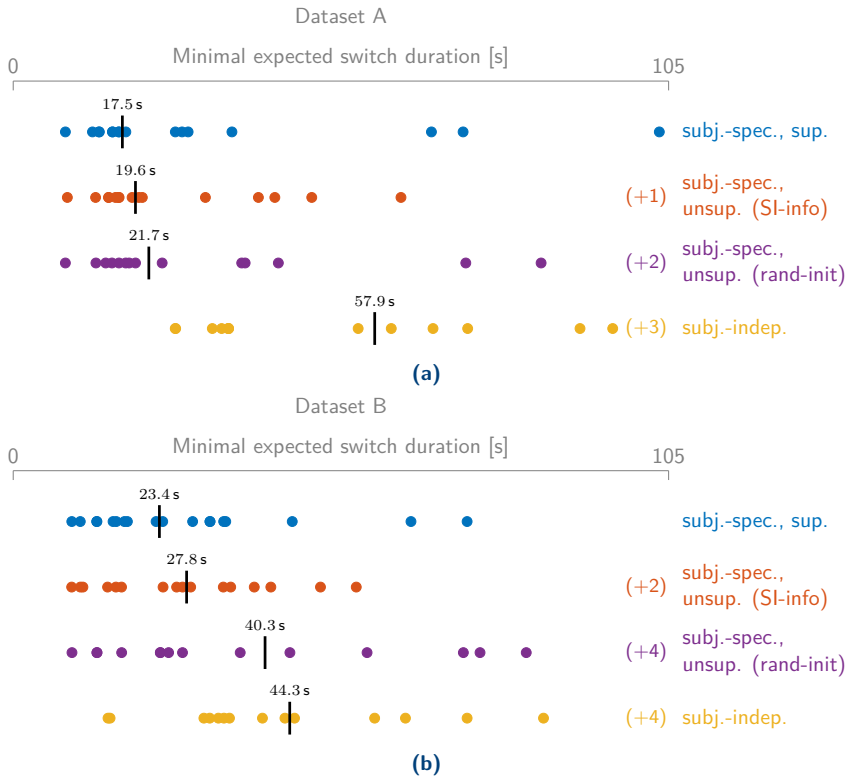 Dataset A
Minimal expected switch duration [s]
0
105
17.5 s
subj.-spec., sup.
19.6 s
(+1) subj.-spec.,
unsup. (SI-info)
21.7 s
(+2) subj.-spec.,
unsup. (rand-init)
57.9 s
(+3) subj.-indep.
(a)
Dataset B
Minimal expected switch duration [s]
0
105
23.4 s
subj.-spec., sup.
27.8 s
(+2) subj.-spec.,
unsup. (SI-info)
40.3 s
(+4) subj.-spec.,
unsup. (rand-init)
44.3 s
(+4) subj.-indep.
(b)